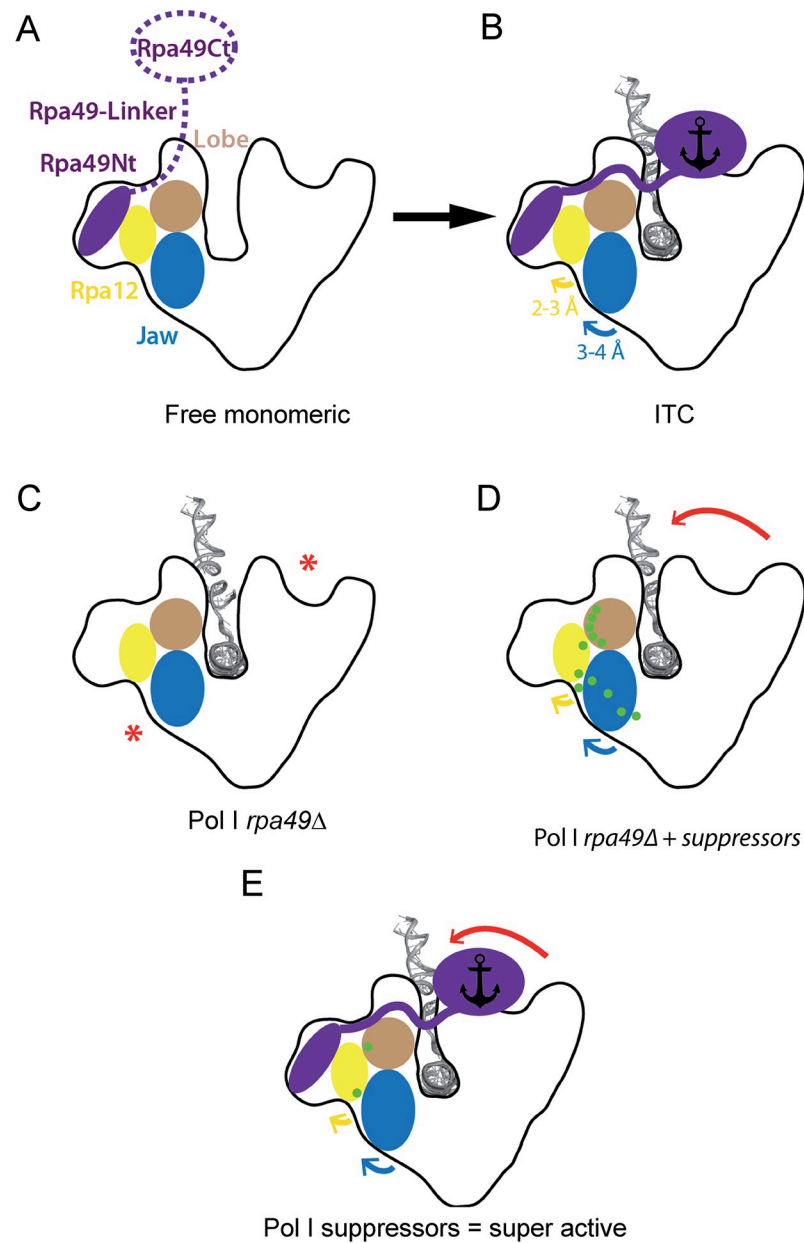 A
Rpa49Ct
Rpa49-Linker
Lobe
Rpa49Nt
Rpa12
Jaw
Free monomeric
B
2-3 Å
3-4 Å
ITC
C
*
*
Pol I rpa49Δ
D
Pol I rpa49Δ + suppressors
E
Pol I suppressors = super active